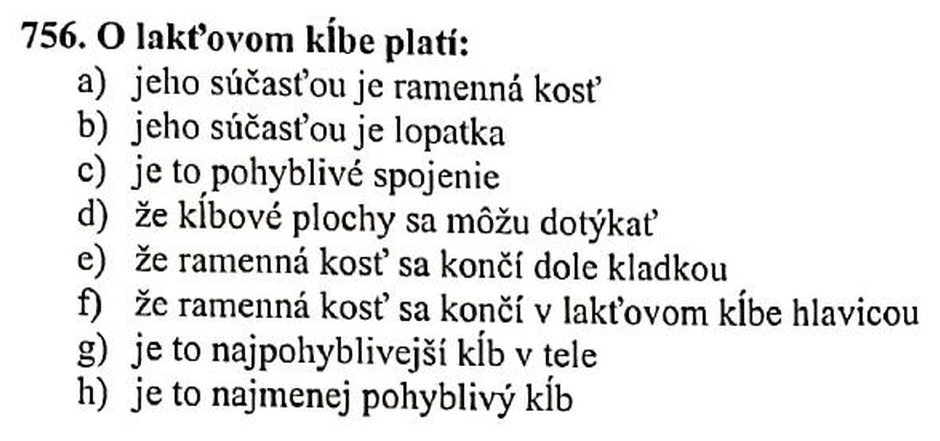 756. O lakťovom kĺbe platí:
a) jeho súčasťou je ramenná kosť
b) jeho súčasťou je lopatka
c) je to pohyblivé spojenie
d) že kĺbové plochy sa môžu dotýkať
e) že ramenná kosť sa končí dole kladkou
f) že ramenná kosť sa končí v lakťovom kĺbe hlavicou
g) je to najpohyblivejší kĺb v tele
h) je to najmenej pohyblivý kĺb